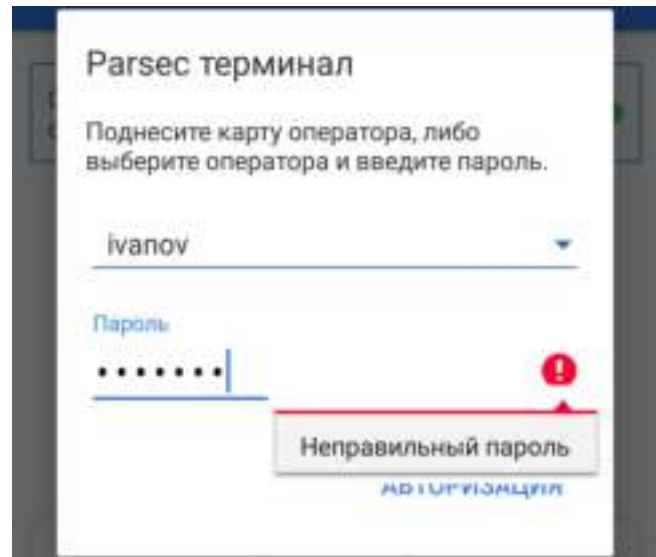 Parsec терминал
Поднесите карту оператора, либо
выберите оператора и введите пароль.
ivanov
Пароль
Неправильный пароль
АВТОРИЗАЦИЯ